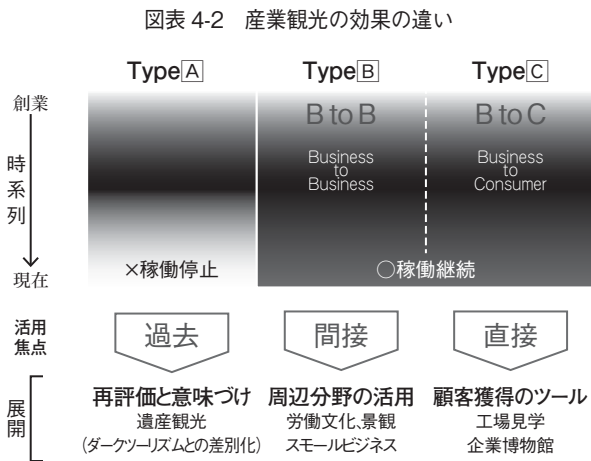 図表 4-2　産業観光の効果の違い
TypeA TypeB TypeC
創業
時系列
現在
B to B
Business
to
Business
B to C
Business
to
Consumer
×稼働停止
○稼働継続
活用
焦点
過去 間接 直接
展開
再評価と意味づけ
遺産観光
(ダークツーリズムとの差別化)
周辺分野の活用
労働文化、景観
スモールビジネス
顧客獲得のツール
工場見学
企業博物館